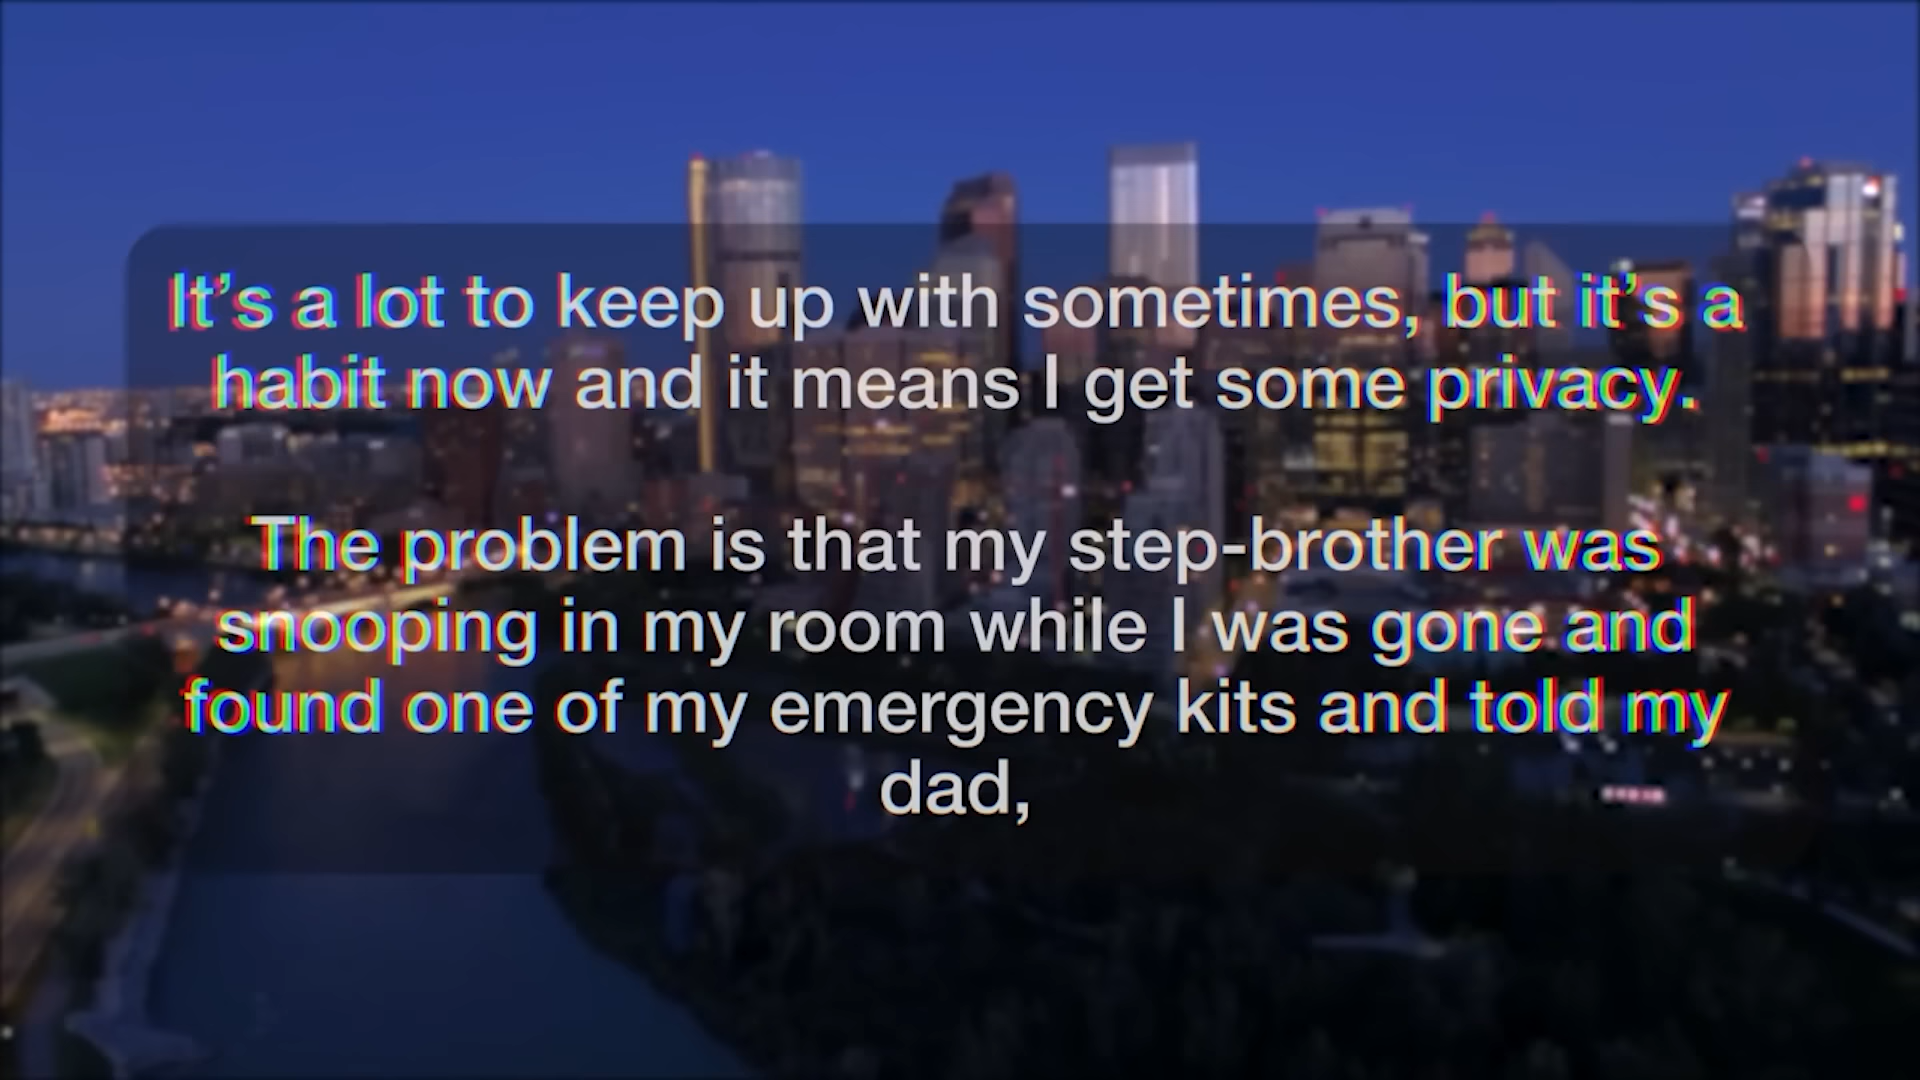 It’s a lot to keep up with sometimes, but it’s a
habit now and it means I get some privacy.
The problem is that my step-brother was
snooping in my room while I was gone and
found one of my emergency kits and told my
dad,